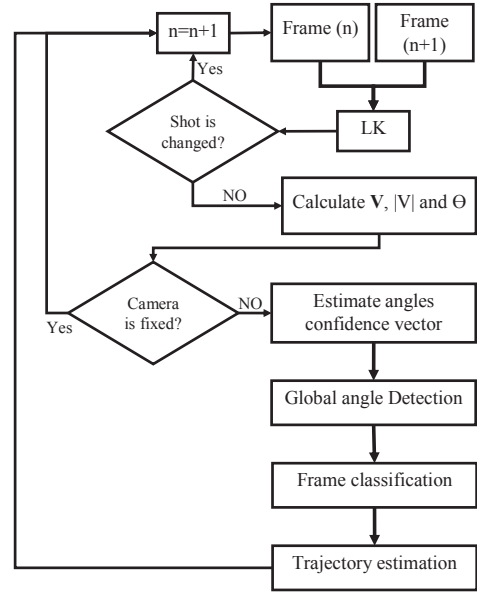 n=n+1
Frame (n)
Frame
(n+1)
Yes
Shot is
changed?
LK
NO
Calculate V, |V| and Ɵ
Camera
is fixed?
NO
Yes
Estimate angles
confidence vector
Global angle Detection
Frame classification
Trajectory estimation